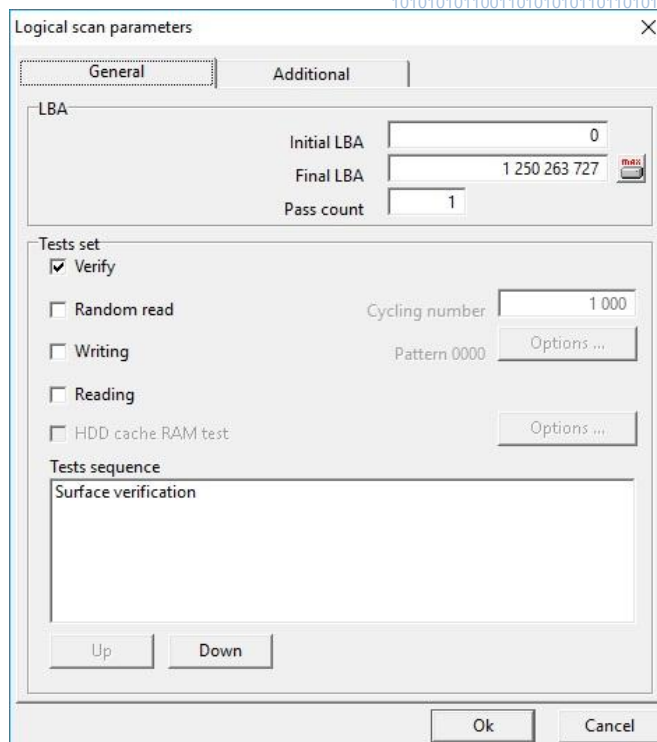 Logical scan parameters
General Additional
LBA
Initial LBA 0
Final LBA 1 250 263 727 max
Pass count 1
Tests set
Verify
Random read Cycling number 1 000
Writing Pattern 0000 Options ...
Reading
HDD cache RAM test Options ...
Tests sequence
Surface verification
Up Down
Ok Cancel